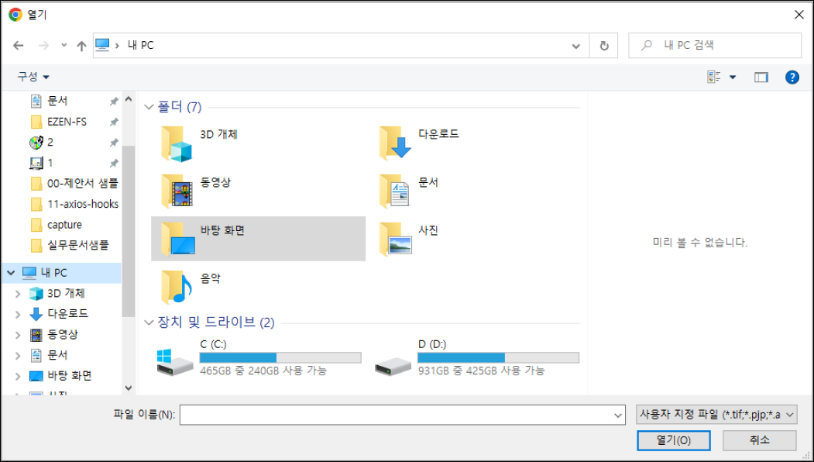 열기
내 PC
내 PC 검색
구성
문서
EZEN-FS
2
1
00-제안서 샘플
11-axios-hooks
capture
실무문서샘플
내 PC
3D 개체
다운로드
동영상
문서
바탕 화면
폴더 (7)
3D 개체
다운로드
동영상
문서
바탕 화면
사진
음악
장치 및 드라이브 (2)
C (C:)
465GB 중 240GB 사용 가능
D (D:)
931GB 중 425GB 사용 가능
미리 볼 수 없습니다.
파일 이름(N):
사용자 지정 파일 (*.tif;*.pjp;*.a
열기(O)
취소